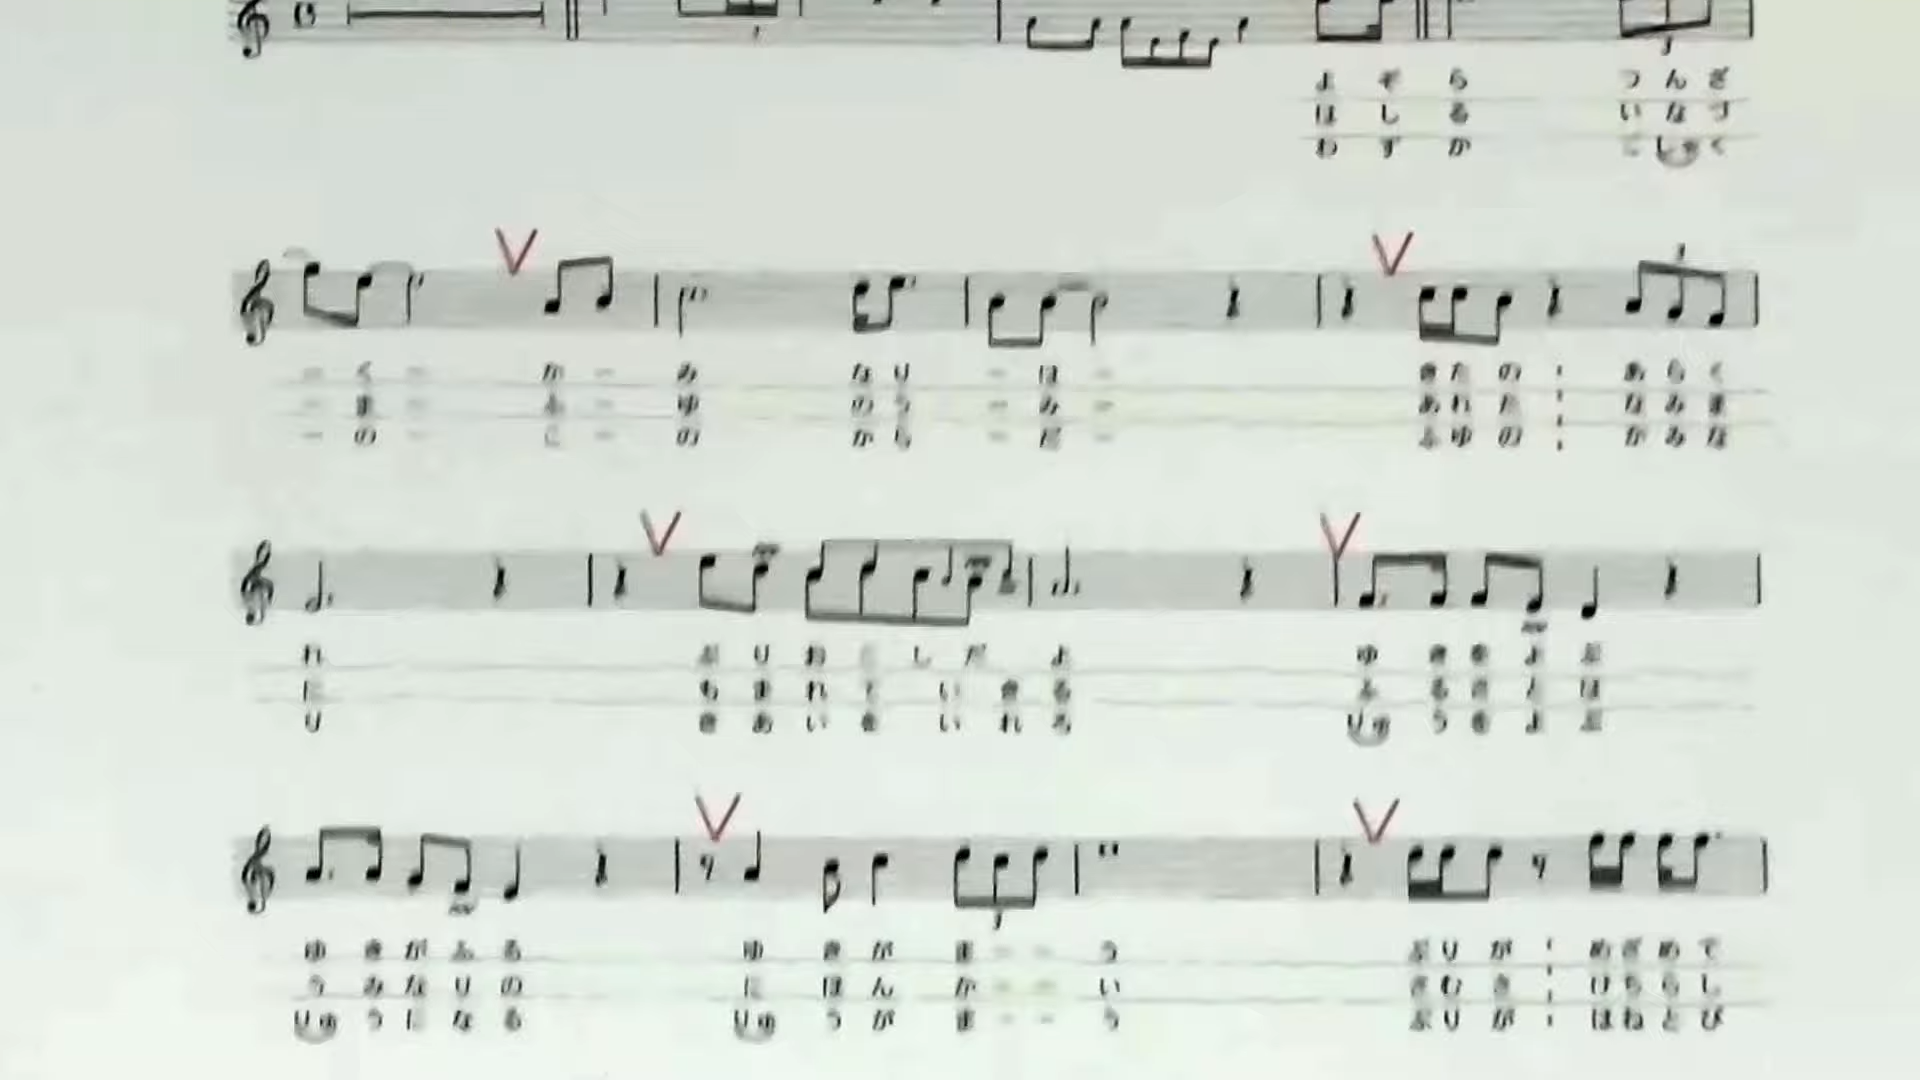 よ ぞ ら つ ん ざ
は し る い な づ
わ ず か に しゃ く
ー く ー か ー み な り ー は ー き た の あ ら く
ー ま ー ふ ー ゆ の う ー み ー あ れ た な み ま
ー の ー に ー の か ら ー だ ー ふ ゆ の か み な
れ ぶ り お こ し だ よ ゆ き を よ ぶ
に も ま れ て い き る ふ る さ と は
り き あ い を い れ ろ りゅ う を よ ぶ
ゆ き が ふ る ゆ き が ま ー ー う ぶ り が め ざ め て
う み な り の に ほ ん か ー ー い さ む さ け ち ら し
りゅ う に な る りゅ う が ま ー ー う ぶ り が は ね と び